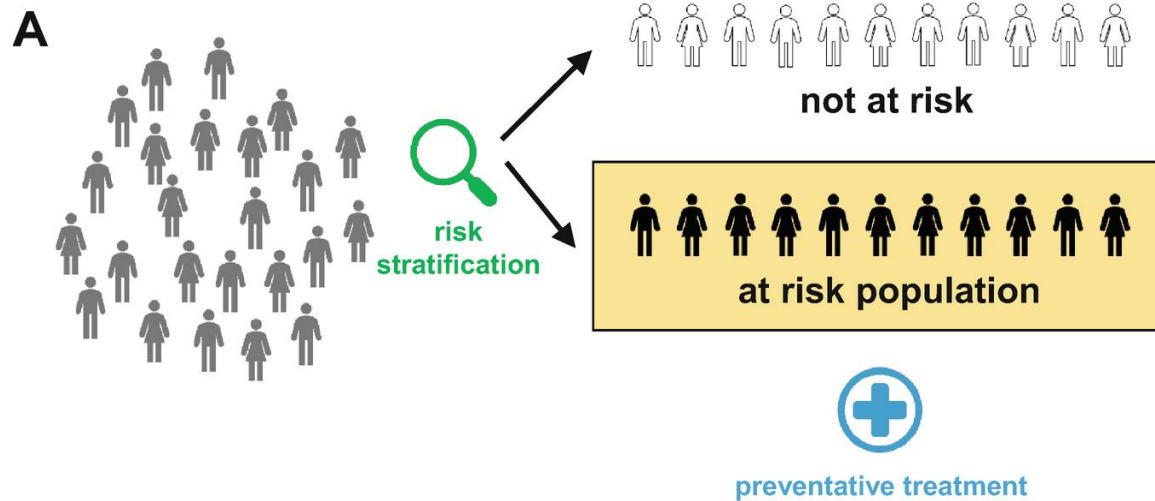 A
not at risk
risk
stratification
at risk population
preventative treatment